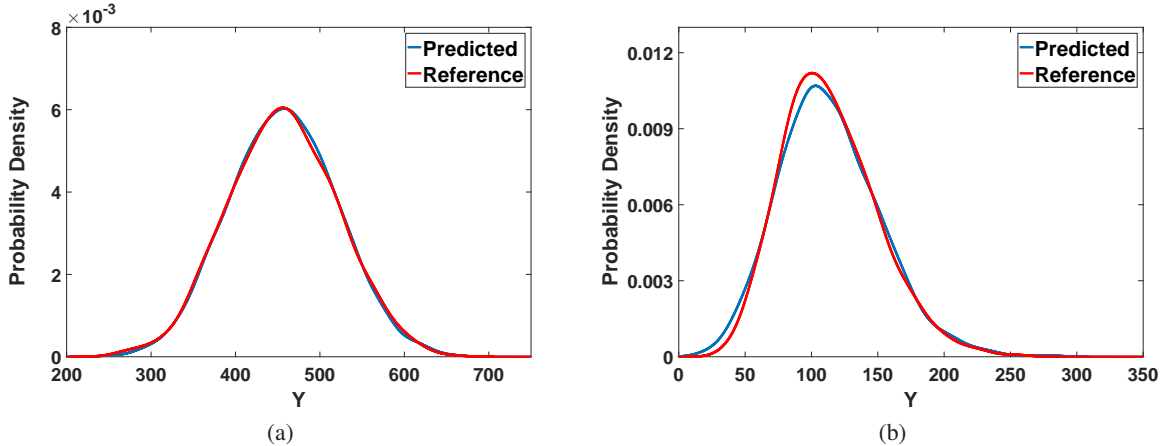 8 ×10⁻³
6
4
2
0
200 300 400 500 600 700
Probability Density
Y
Predicted
Reference
(a)
0.012
0.009
0.006
0.003
0
0 50 100 150 200 250 300 350
Probability Density
Y
Predicted
Reference
(b)